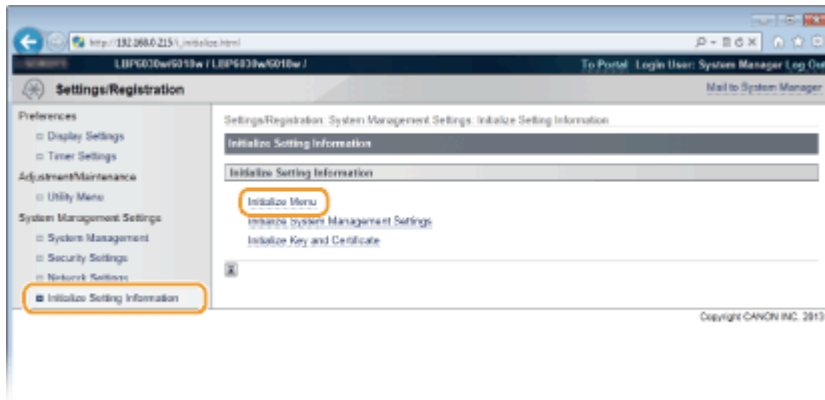 http://192.168.0.215/t_initialize.html
LBP6030w/6018w / LBP6030w/6018w /
To Portal Login User: System Manager Log Out
Settings/Registration
Mail to System Manager
Preferences
Display Settings
Timer Settings
Adjustment/Maintenance
Utility Menu
System Management Settings
System Management
Security Settings
Network Settings
Initialize Setting Information
Settings/Registration: System Management Settings: Initialize Setting Information
Initialize Setting Information
Initialize Setting Information
Initialize Menu
Initialize System Management Settings
Initialize Key and Certificate
Copyright CANON INC. 2013